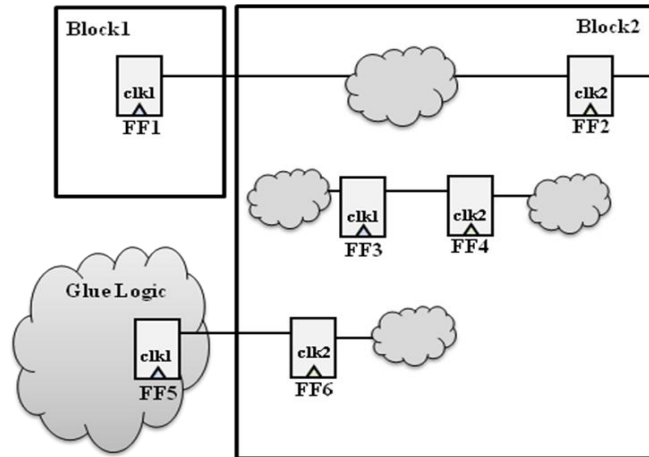 Block1
Block2
clk1
FF1
clk2
FF2
clk1
FF3
clk2
FF4
Glue Logic
clk1
FF5
clk2
FF6